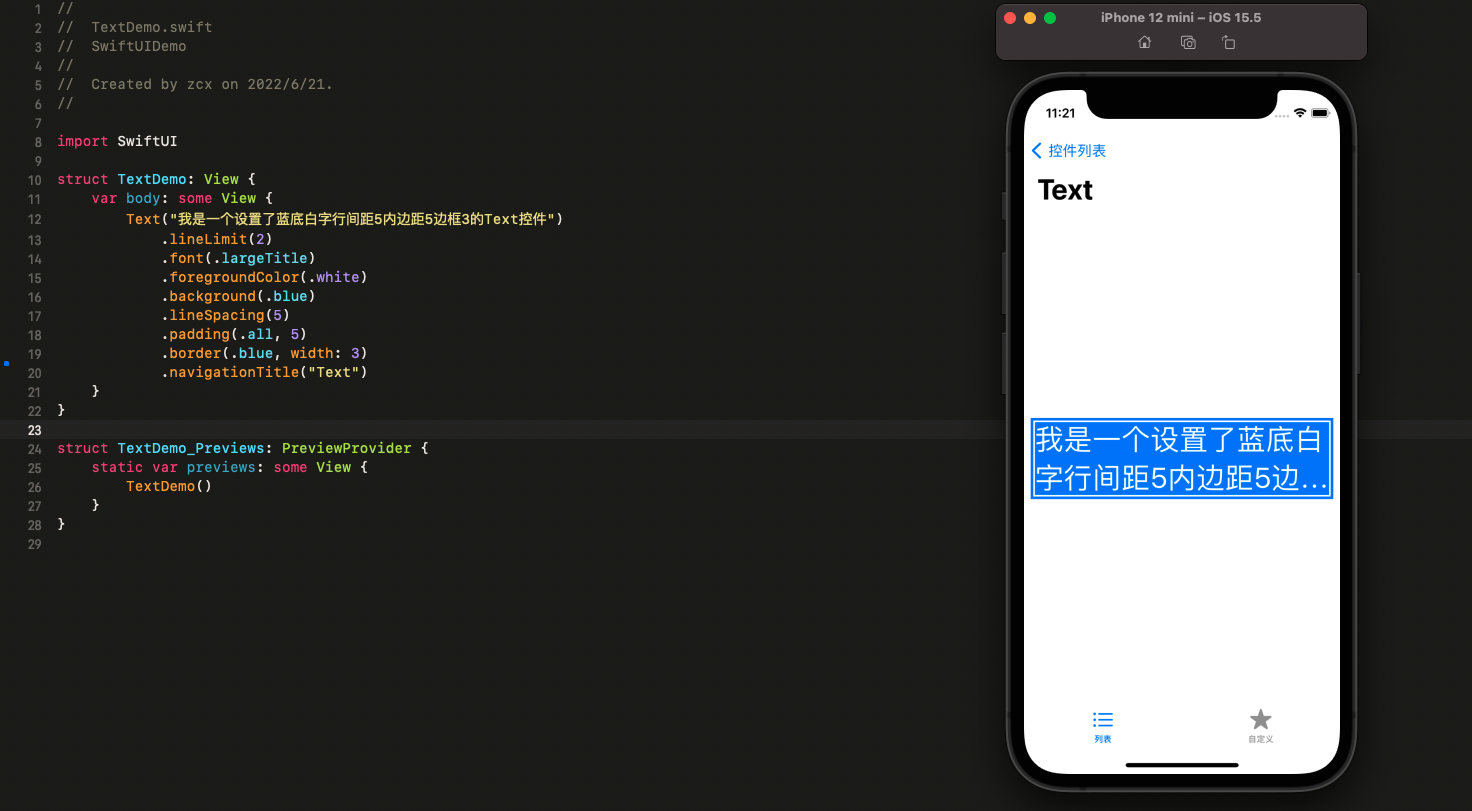 1 //
2 //  TextDemo.swift
3 //  SwiftUIDemo
4 //
5 //  Created by zcx on 2022/6/21.
6 //
7
8 import SwiftUI
9
10 struct TextDemo: View {
11     var body: some View {
12         Text("我是一个设置了蓝底白字行间距5内边距5边框3的Text控件")
13             .lineLimit(2)
14             .font(.largeTitle)
15             .foregroundColor(.white)
16             .background(.blue)
17             .lineSpacing(5)
18             .padding(.all, 5)
19             .border(.blue, width: 3)
20             .navigationTitle("Text")
21     }
22 }
23
24 struct TextDemo_Previews: PreviewProvider {
25     static var previews: some View {
26         TextDemo()
27     }
28 }
29
iPhone 12 mini – iOS 15.5
11:21
控件列表
Text
我是一个设置了蓝底白
字行间距5内边距5边...
列表
自定义